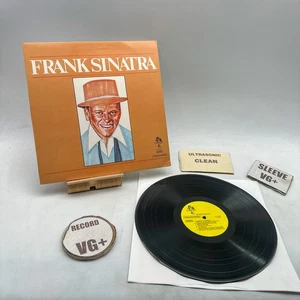 FRANK SINATRA
ULTRASONIC
CLEAN
SLEEVE
VG+
RECORD
VG+